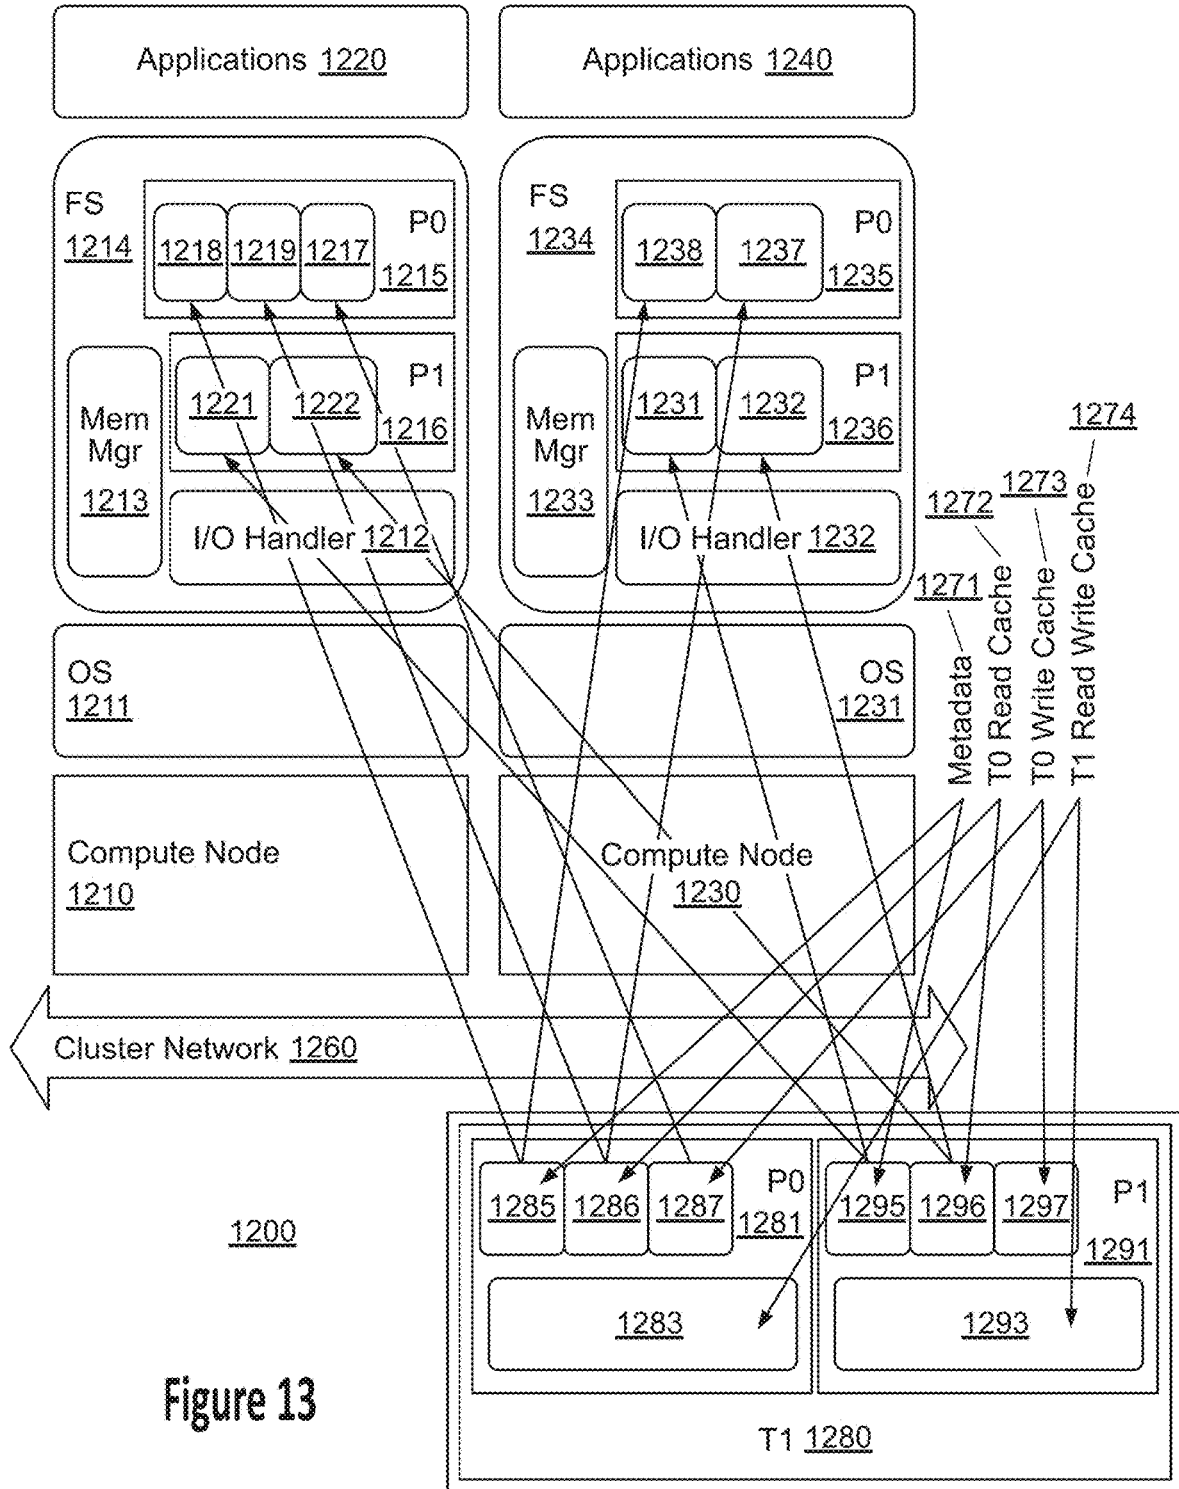 Applications 1220
Applications 1240
FS
1214
1218
1219
1217
P0
1215
FS
1234
1238
1237
P0
1235
Mem
Mgr
1213
1221
1222
P1
1216
Mem
Mgr
1233
1231
1232
P1
1236
I/O Handler 1212
I/O Handler 1232
1274
1273
1272
1271
Metadata
T0 Read Cache
T0 Write Cache
T1 Read Write Cache
OS
1211
OS
1231
Compute Node
1210
Compute Node
1230
Cluster Network 1260
1285
1286
1287
P0
1281
1295
1296
1297
P1
1291
1200
1283
1293
Figure 13
T1 1280